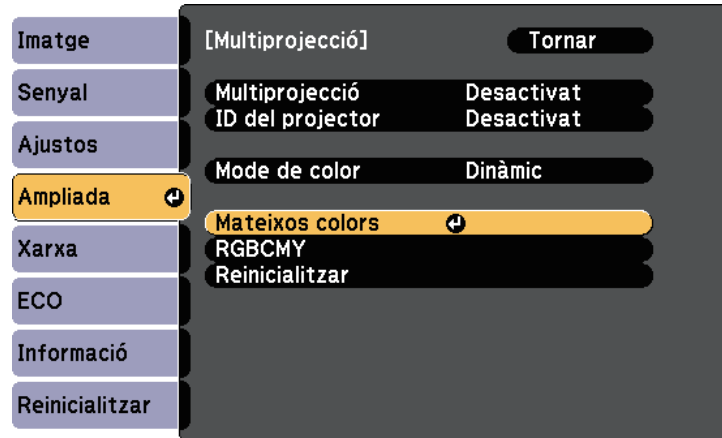 Imatge
Senyal
Ajustos
Ampliada
Xarxa
ECO
Informació
Reinicialitzar
[Multiprojecció] Tornar
Multiprojecció Desactivat
ID del projector Desactivat
Mode de color Dinàmic
Mateixos colors
RGBCMY
Reinicialitzar